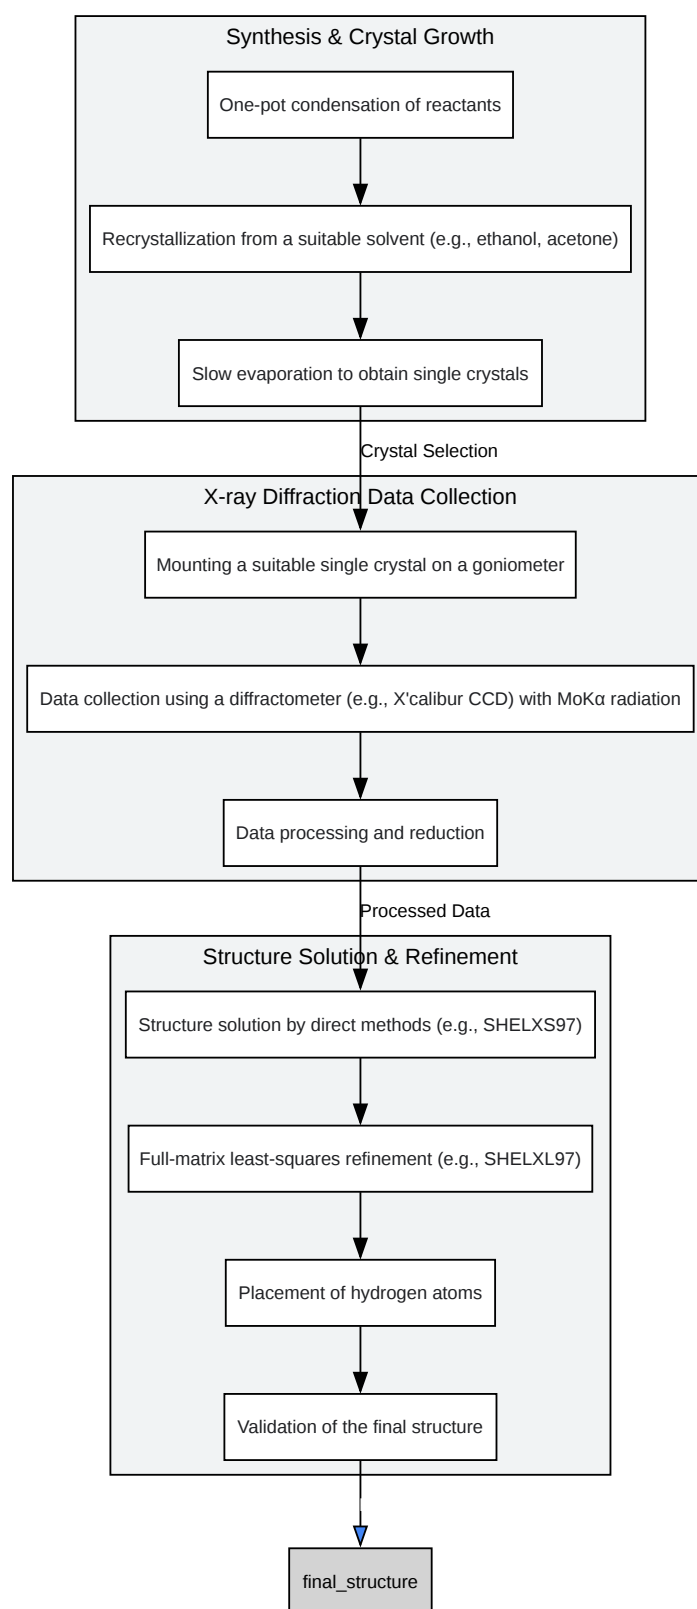 Synthesis & Crystal Growth
One-pot condensation of reactants
Recrystallization from a suitable solvent (e.g., ethanol, acetone)
Slow evaporation to obtain single crystals
Crystal Selection
X-ray Diffraction Data Collection
Mounting a suitable single crystal on a goniometer
Data collection using a diffractometer (e.g., X'calibur CCD) with MoKα radiation
Data processing and reduction
Processed Data
Structure Solution & Refinement
Structure solution by direct methods (e.g., SHELXS97)
Full-matrix least-squares refinement (e.g., SHELXL97)
Placement of hydrogen atoms
Validation of the final structure
final_structure